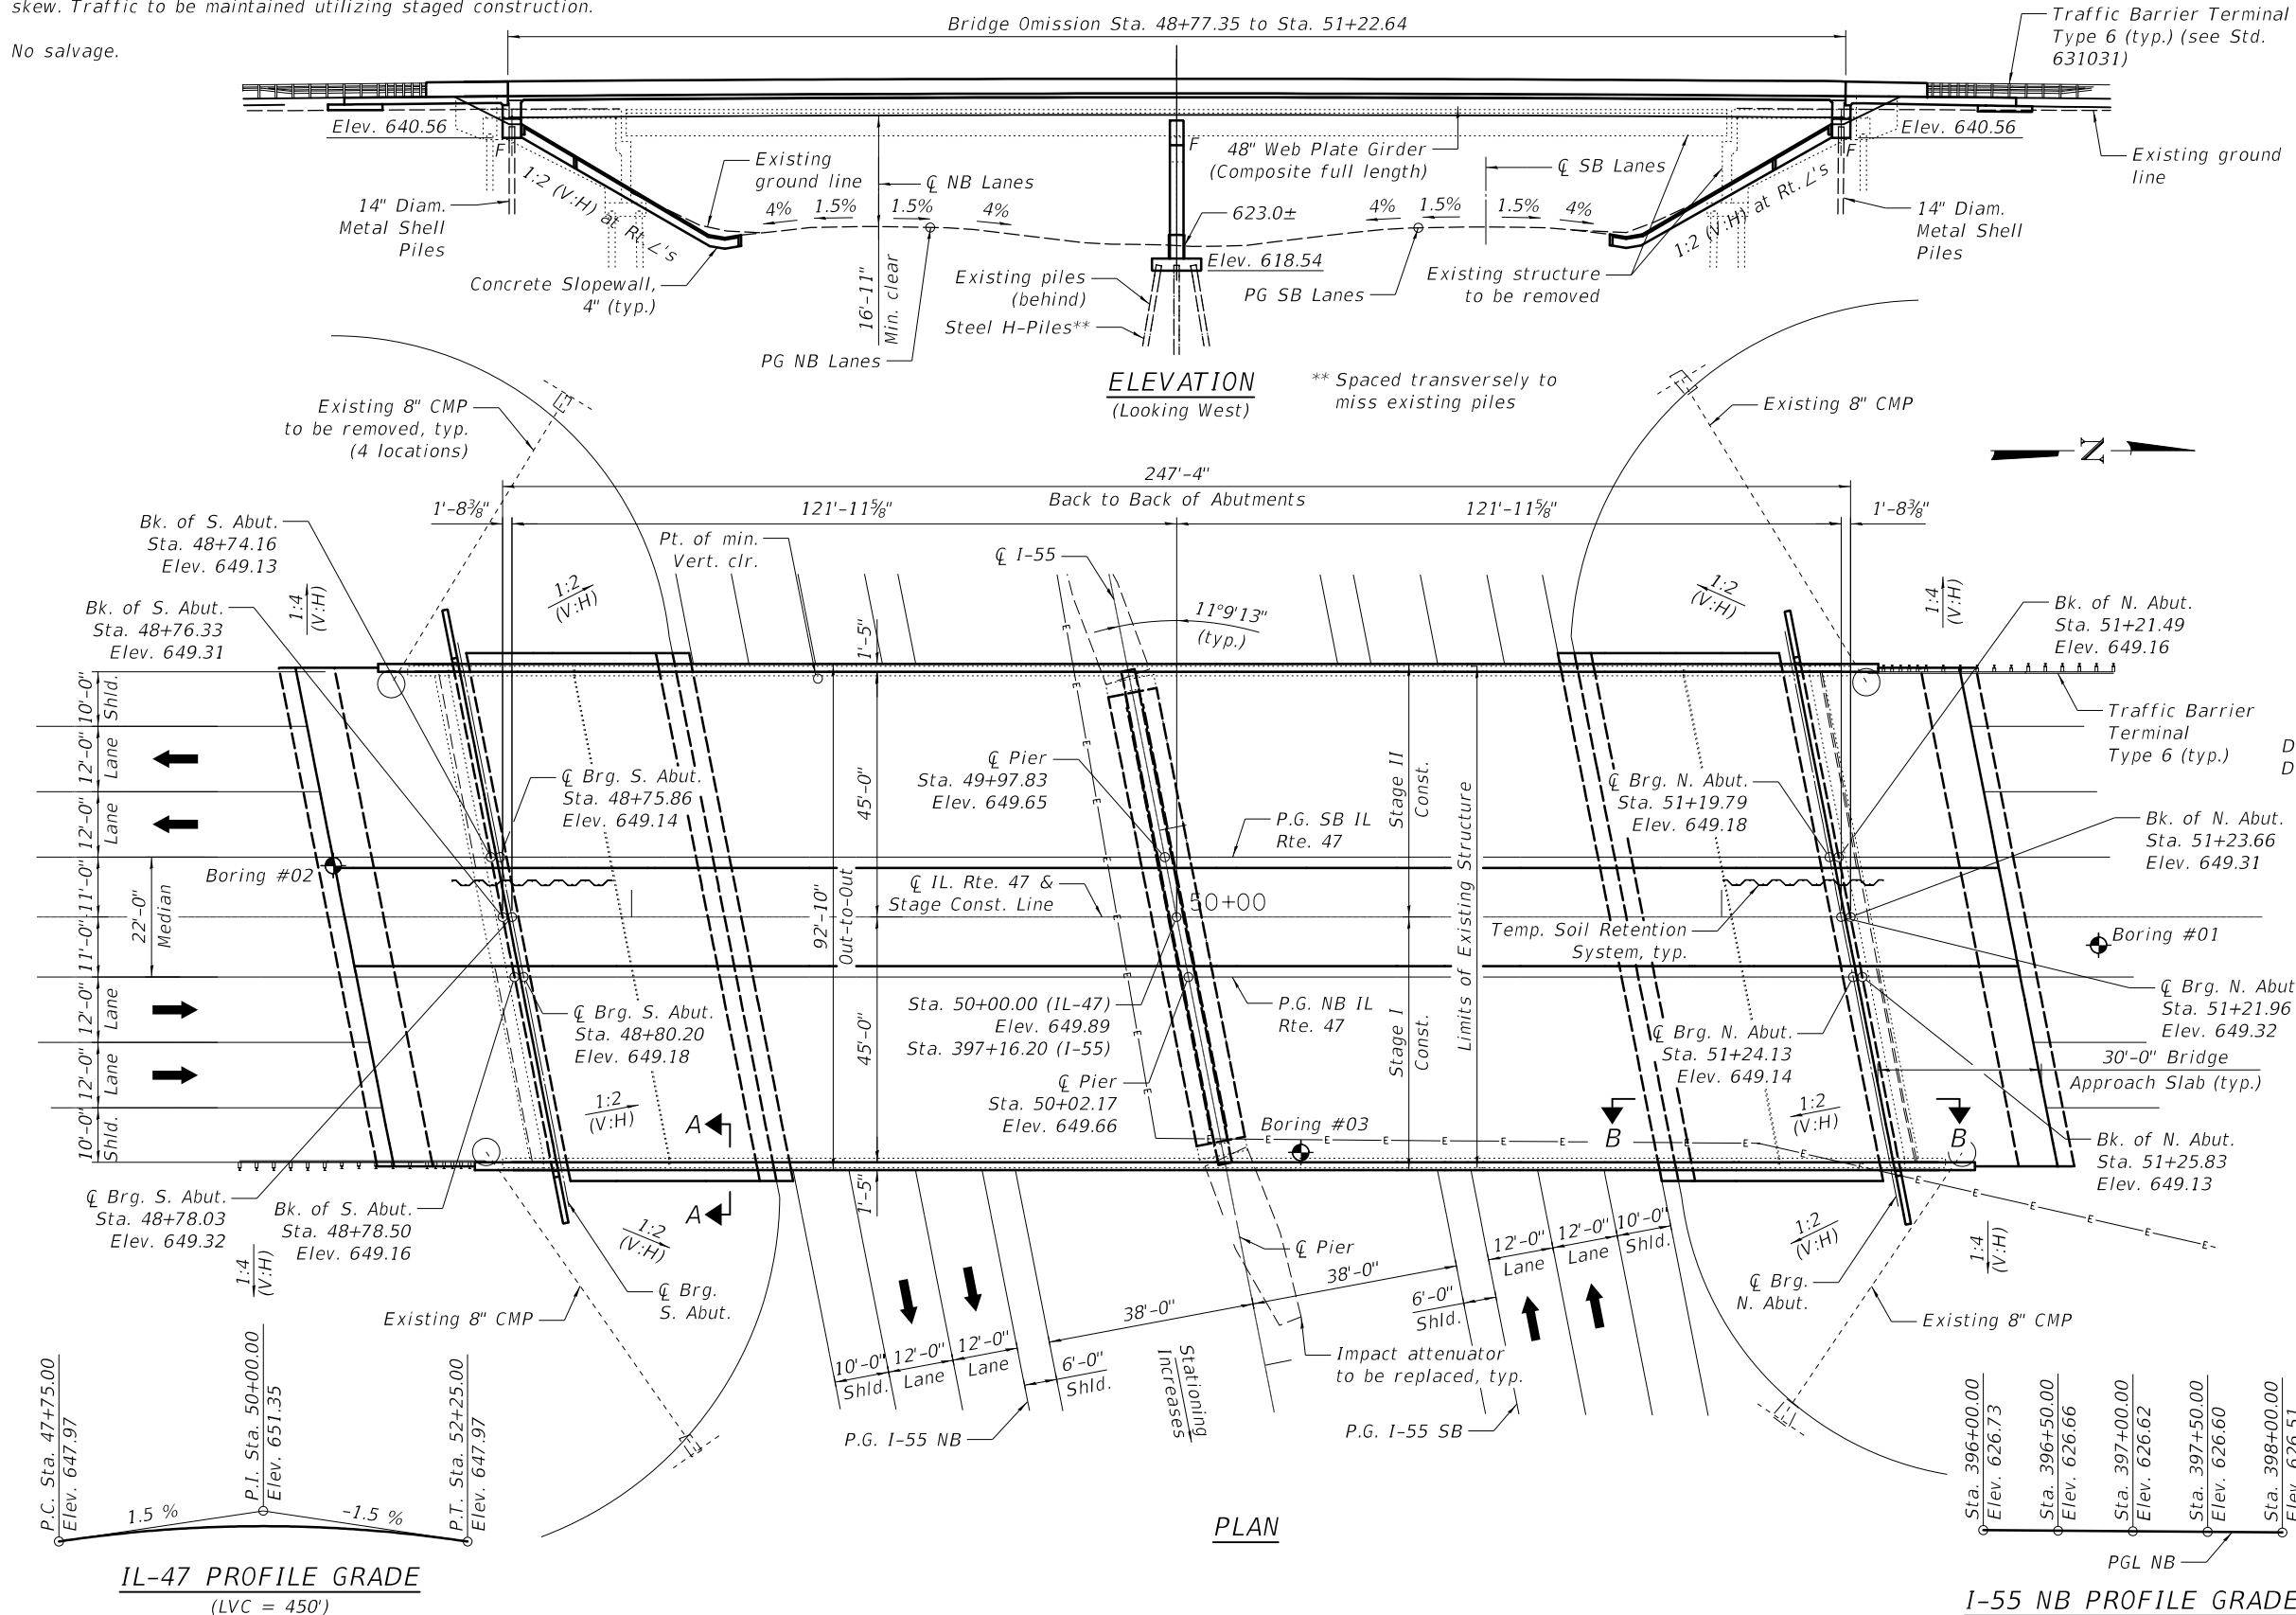 skew. Traffic to be maintained utilizing staged construction.
No salvage.
Bridge Omission Sta. 48+77.35 to Sta. 51+22.64
Traffic Barrier Terminal
Type 6 (typ.) (see Std.
631031)
Elev. 640.56
F
Existing
ground line
1:2 (V:H) at Rt. ∠'s
14" Diam.
Metal Shell
Piles
Concrete Slopewall,
4" (typ.)
℄ NB Lanes
4%
1.5%
1.5%
4%
16'-11"
Min. clear
PG NB Lanes
F
48" Web Plate Girder
(Composite full length)
623.0±
Elev. 618.54
Existing piles
(behind)
Steel H-Piles**
℄ SB Lanes
4%
1.5%
1.5%
4%
PG SB Lanes
Existing structure
to be removed
1:2 (V:H) at Rt. ∠'s
Elev. 640.56
F
14" Diam.
Metal Shell
Piles
Existing ground
line
ELEVATION
(Looking West)
** Spaced transversely to
miss existing piles
Existing 8" CMP
to be removed, typ.
(4 locations)
Existing 8" CMP
N
247'-4"
Back to Back of Abutments
1'-8⅜"
121'-11⅝"
121'-11⅝"
1'-8⅜"
Bk. of S. Abut.
Sta. 48+74.16
Elev. 649.13
Bk. of S. Abut.
Sta. 48+76.33
Elev. 649.31
1:4
(V:H)
1:2
(V:H)
Pt. of min.
Vert. clr.
℄ I-55
11°9'13"
(typ.)
1'-5"
1:2
(V:H)
1:4
(V:H)
Bk. of N. Abut.
Sta. 51+21.49
Elev. 649.16
Traffic Barrier
Terminal
Type 6 (typ.)
D
D
10'-0"
Shld.
12'-0"
Lane
12'-0"
Lane
11'-0"
11'-0"
22'-0"
Median
12'-0"
Lane
12'-0"
Lane
10'-0"
Shld.
Boring #02
℄ Brg. S. Abut.
Sta. 48+75.86
Elev. 649.14
45'-0"
92'-10"
Out-to-Out
45'-0"
℄ Pier
Sta. 49+97.83
Elev. 649.65
P.G. SB IL
Rte. 47
℄ IL. Rte. 47 &
Stage Const. Line
50+00
Stage II
Const.
Stage I
Const.
Limits of Existing Structure
℄ Brg. N. Abut.
Sta. 51+19.79
Elev. 649.18
Temp. Soil Retention
System, typ.
Bk. of N. Abut.
Sta. 51+23.66
Elev. 649.31
Boring #01
℄ Brg. N. Abut
Sta. 51+21.96
Elev. 649.32
30'-0" Bridge
Approach Slab (typ.)
℄ Brg. S. Abut.
Sta. 48+80.20
Elev. 649.18
Sta. 50+00.00 (IL-47)
Elev. 649.89
Sta. 397+16.20 (I-55)
P.G. NB IL
Rte. 47
℄ Pier
Sta. 50+02.17
Elev. 649.66
℄ Brg. N. Abut.
Sta. 51+24.13
Elev. 649.14
1:2
(V:H)
A
A
Boring #03
B
B
1:2
(V:H)
Bk. of N. Abut.
Sta. 51+25.83
Elev. 649.13
E E E E E E E E E E E E E E E E E
℄ Brg. S. Abut.
Sta. 48+78.03
Elev. 649.32
Bk. of S. Abut.
Sta. 48+78.50
Elev. 649.16
1:4
(V:H)
1:2
(V:H)
1'-5"
℄ Brg.
S. Abut.
Existing 8" CMP
10'-0"
Shld.
12'-0"
Lane
12'-0"
Lane
6'-0"
Shld.
38'-0"
38'-0"
℄ Pier
6'-0"
Shld.
12'-0"
Lane
12'-0"
Lane
10'-0"
Shld.
Stationing
Increases
Impact attenuator
to be replaced, typ.
P.G. I-55 NB
P.G. I-55 SB
1:2
(V:H)
1:4
(V:H)
℄ Brg.
N. Abut.
Existing 8" CMP
PLAN
P.C. Sta. 47+75.00
Elev. 647.97
P.I. Sta. 50+00.00
Elev. 651.35
P.T. Sta. 52+25.00
Elev. 647.97
1.5 %
-1.5 %
IL-47 PROFILE GRADE
(LVC = 450')
Sta. 396+00.00
Elev. 626.73
Sta. 396+50.00
Elev. 626.66
Sta. 397+00.00
Elev. 626.62
Sta. 397+50.00
Elev. 626.60
Sta. 398+00.00
Elev. 626.51
PGL NB
I-55 NB PROFILE GRADE